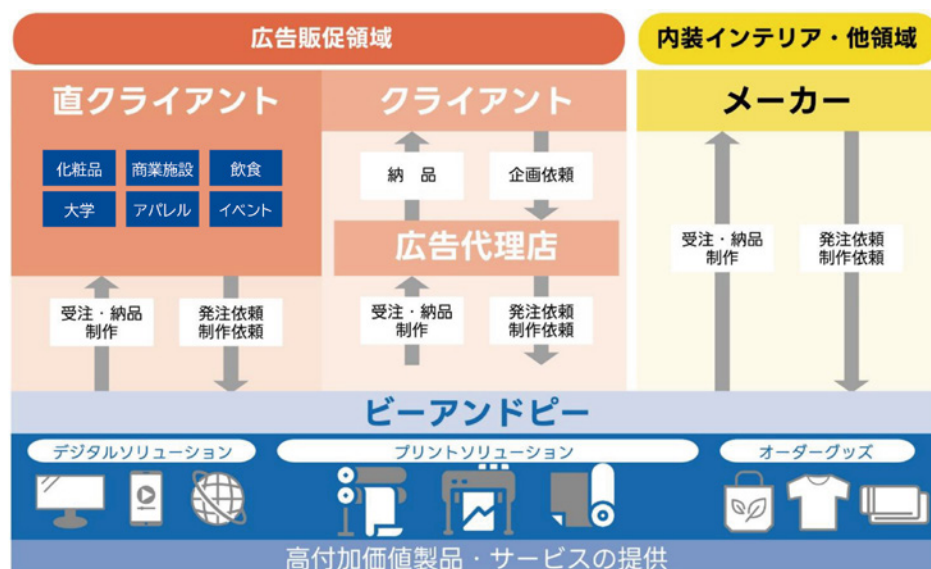 広告販促領域
内装インテリア・他領域
直クライアント
クライアント
メーカー
化粧品
商業施設
飲食
大学
アパレル
イベント
納　品
企画依頼
広告代理店
受注・納品
制作
発注依頼
制作依頼
受注・納品
制作
発注依頼
制作依頼
受注・納品
制作
発注依頼
制作依頼
ビーアンドピー
デジタルソリューション
プリントソリューション
オーダーグッズ
高付加価値製品・サービスの提供